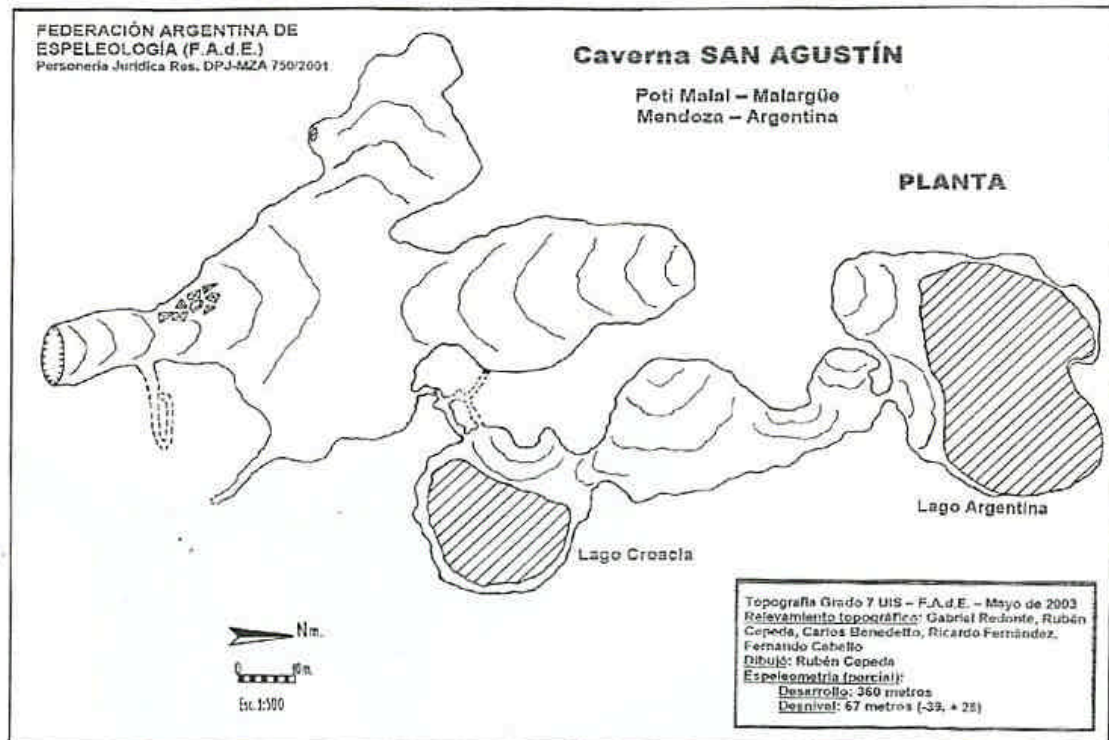 FEDERACIÓN ARGENTINA DE
ESPELEOLOGÍA (F.A.d.E.)
Personería Jurídica Res. DPJ-MZA 750/2001
Caverna SAN AGUSTÍN
Poti Malal – Malargüe
Mendoza – Argentina
PLANTA
Lago Argentina
Lago Croacia
Nm.
0 10m.
Esc. 1:500
Topografía Grado 7 UIS – F.A.d.E. – Mayo de 2003
Relevamiento topográfico: Gabriel Redonte, Rubén
Cepeda, Carlos Benedetto, Ricardo Fernández,
Fernando Cabello
Dibujó: Rubén Cepeda
Espeleometría (parcial):
Desarrollo: 360 metros
Desnivel: 67 metros (-39, + 28)